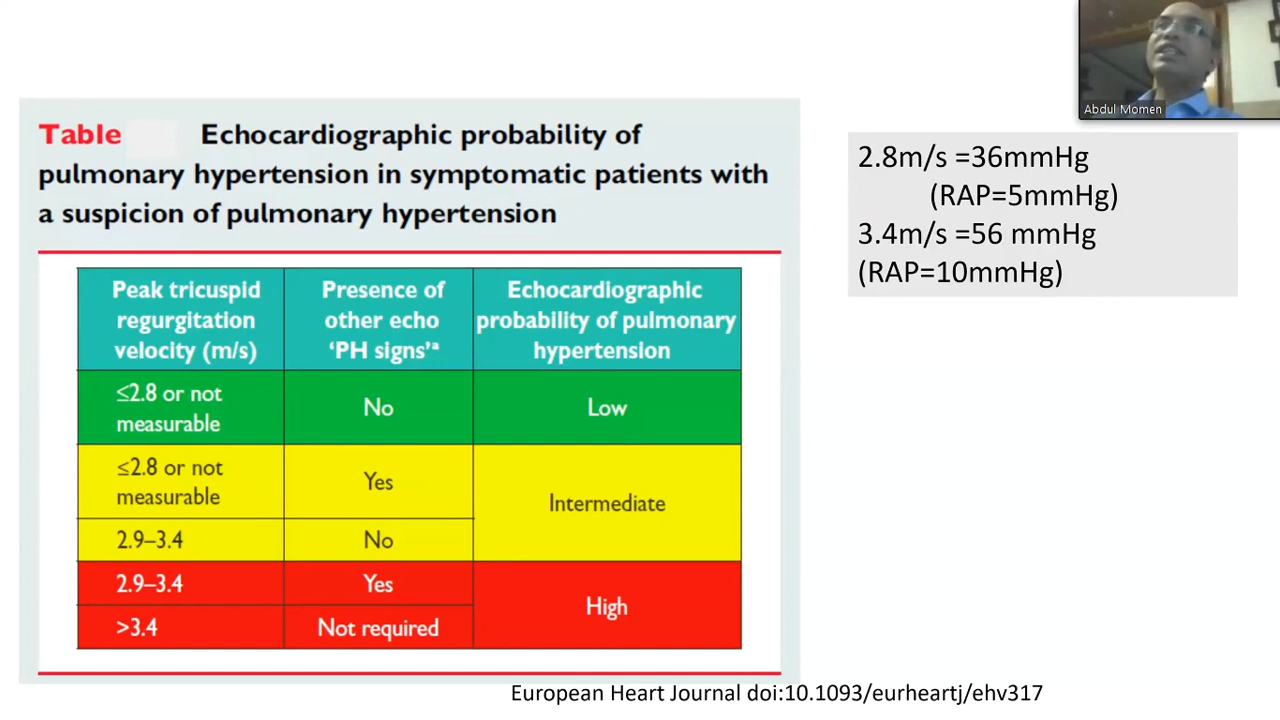 Abdul Momen
Table Echocardiographic probability of
pulmonary hypertension in symptomatic patients with
a suspicion of pulmonary hypertension
Peak tricuspid
regurgitation
velocity (m/s)
Presence of
other echo
‘PH signs’ᵃ
Echocardiographic
probability of pulmonary
hypertension
≤2.8 or not
measurable
No
Low
≤2.8 or not
measurable
Yes
Intermediate
2.9–3.4
No
2.9–3.4
Yes
High
>3.4
Not required
2.8m/s =36mmHg
(RAP=5mmHg)
3.4m/s =56 mmHg
(RAP=10mmHg)
European Heart Journal doi:10.1093/eurheartj/ehv317